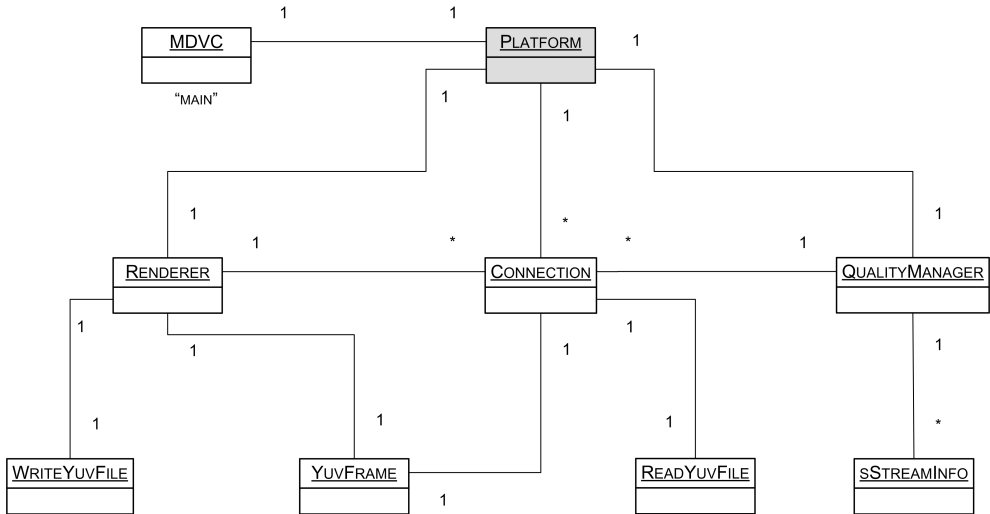 1
1
MDVC
PLATFORM
1
"MAIN"
1
1
1
*
1
1
*
*
1
RENDERER
CONNECTION
QUALITYMANAGER
1
1
1
1
1
1
1
1
*
WRITEYUVFILE
YUVFRAME
READYUVFILE
SSTREAMINFO
1